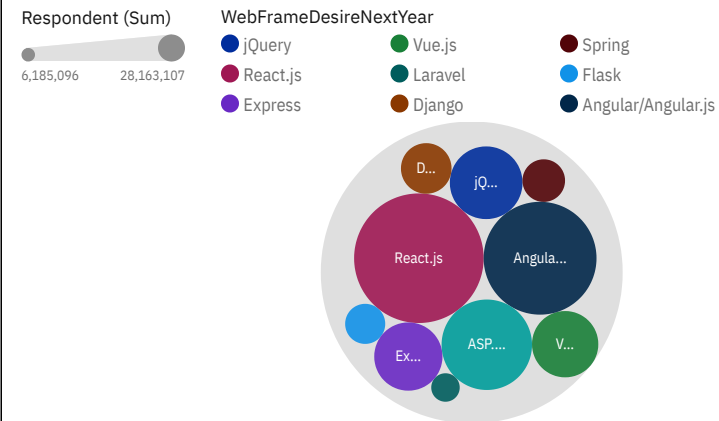 Respondent (Sum)
6,185,096 28,163,107
WebFrameDesireNextYear
jQuery Vue.js Spring
React.js Laravel Flask
Express Django Angular/Angular.js
D...
jQ...
React.js Angula...
Ex... ASP.... V...